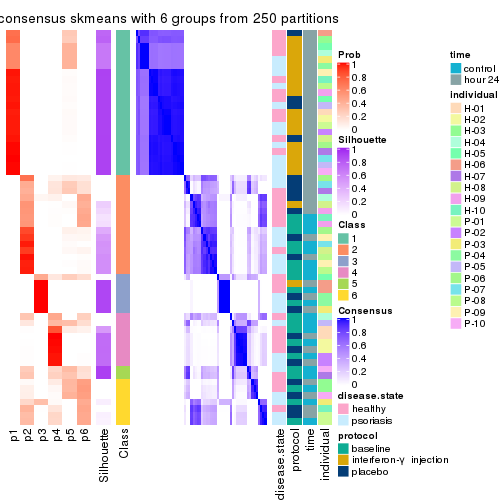 consensus skmeans with 6 groups from 250 partitions
Prob
1
0.8
0.6
0.4
0.2
0
Silhouette
1
0.8
0.6
0.4
0.2
0
Class
1
2
3
4
5
6
Consensus
1
0.8
0.6
0.4
0.2
0
disease.state
healthy
psoriasis
protocol
baseline
interferon-γ injection
placebo
time
control
hour 24
individual
H-01
H-02
H-03
H-04
H-05
H-06
H-07
H-08
H-09
H-10
P-01
P-02
P-03
P-04
P-05
P-06
P-07
P-08
P-09
P-10
p1
p2
p3
p4
p5
p6
Silhouette
Class
disease.state
protocol
time
individual